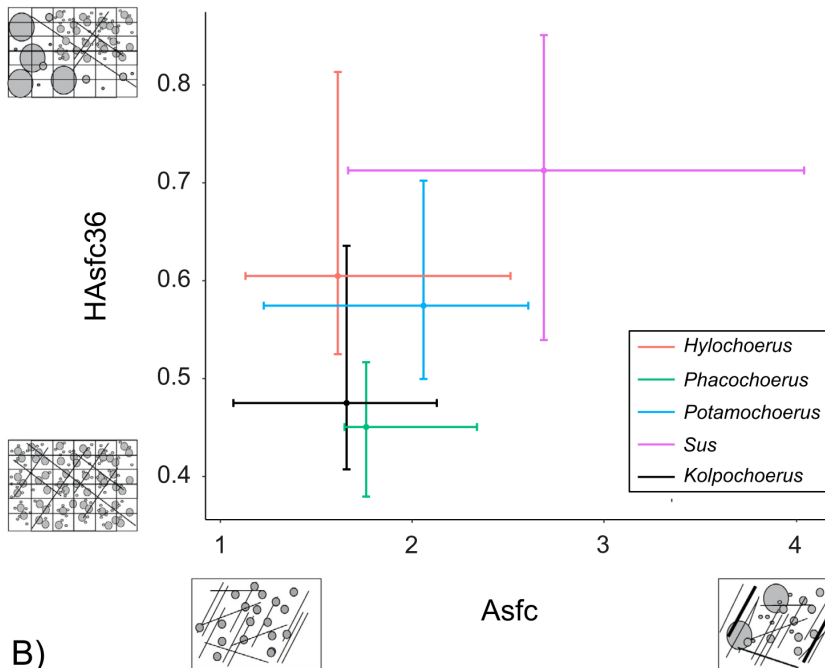 0.8
0.7
0.6
0.5
0.4
HAsfc36
Hylochoerus
Phacochoerus
Potamochoerus
Sus
Kolpochoerus
1 2 3 4
Asfc
B)